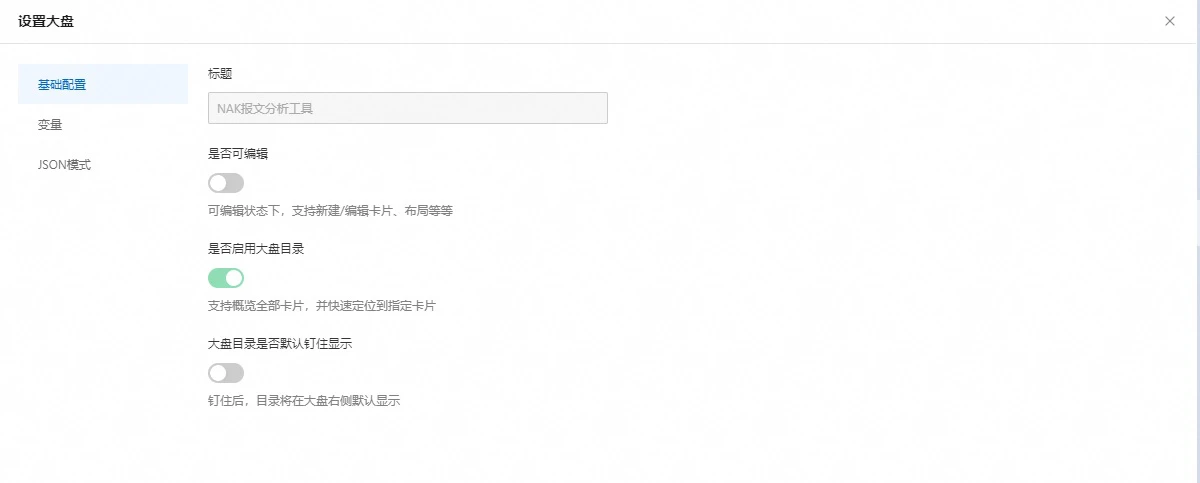 设置大盘
基础配置
变量
JSON模式
标题
NAK报文分析工具
是否可编辑
可编辑状态下，支持新建/编辑卡片、布局等等
是否启用大盘目录
支持概览全部卡片，并快速定位到指定卡片
大盘目录是否默认钉住显示
钉住后，目录将在大盘右侧默认显示